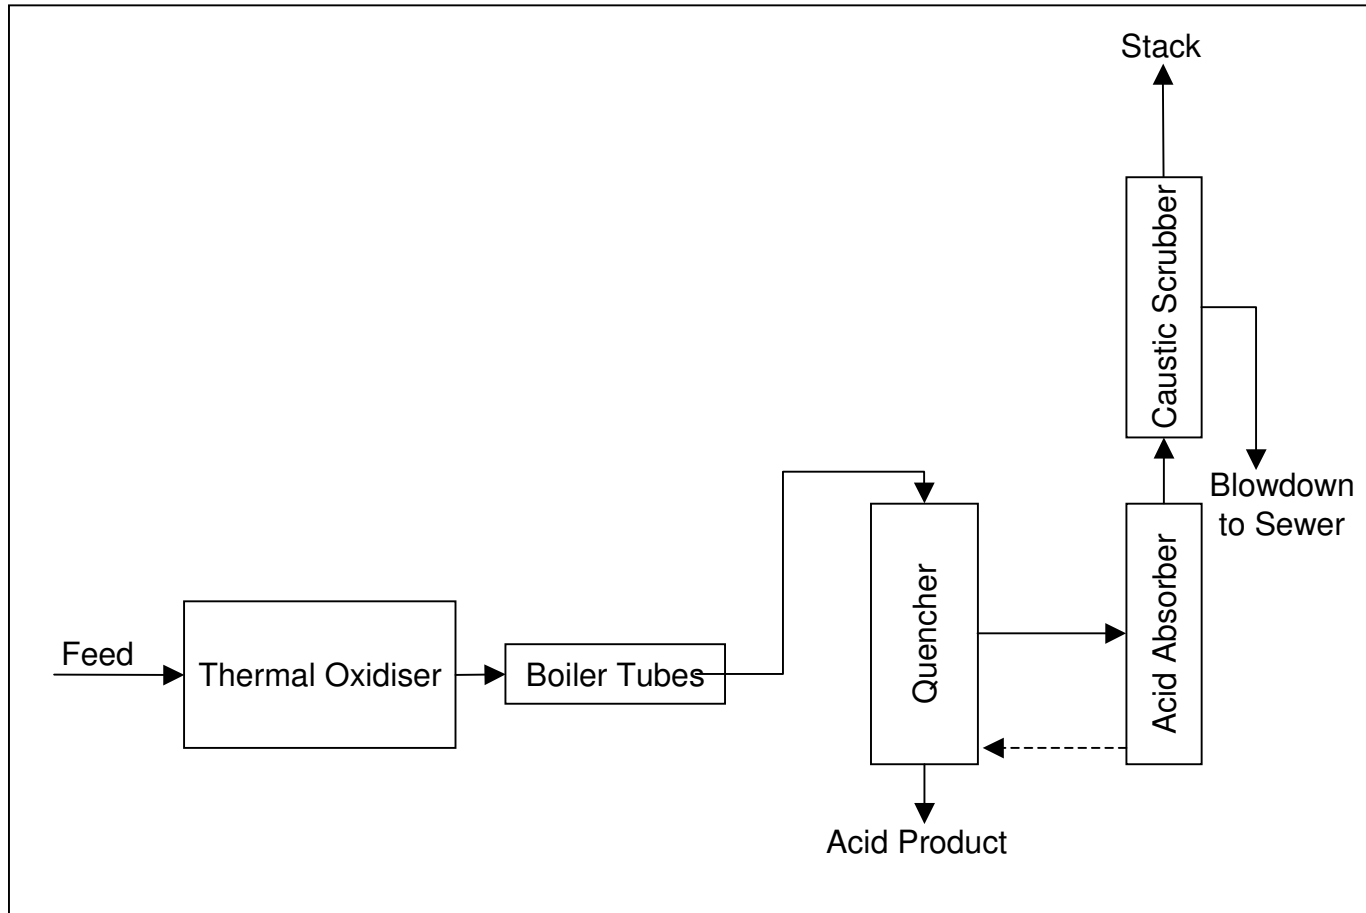 Stack
Caustic Scrubber
Blowdown
to Sewer
Feed
Thermal Oxidiser
Boiler Tubes
Quencher
Acid Absorber
Acid Product